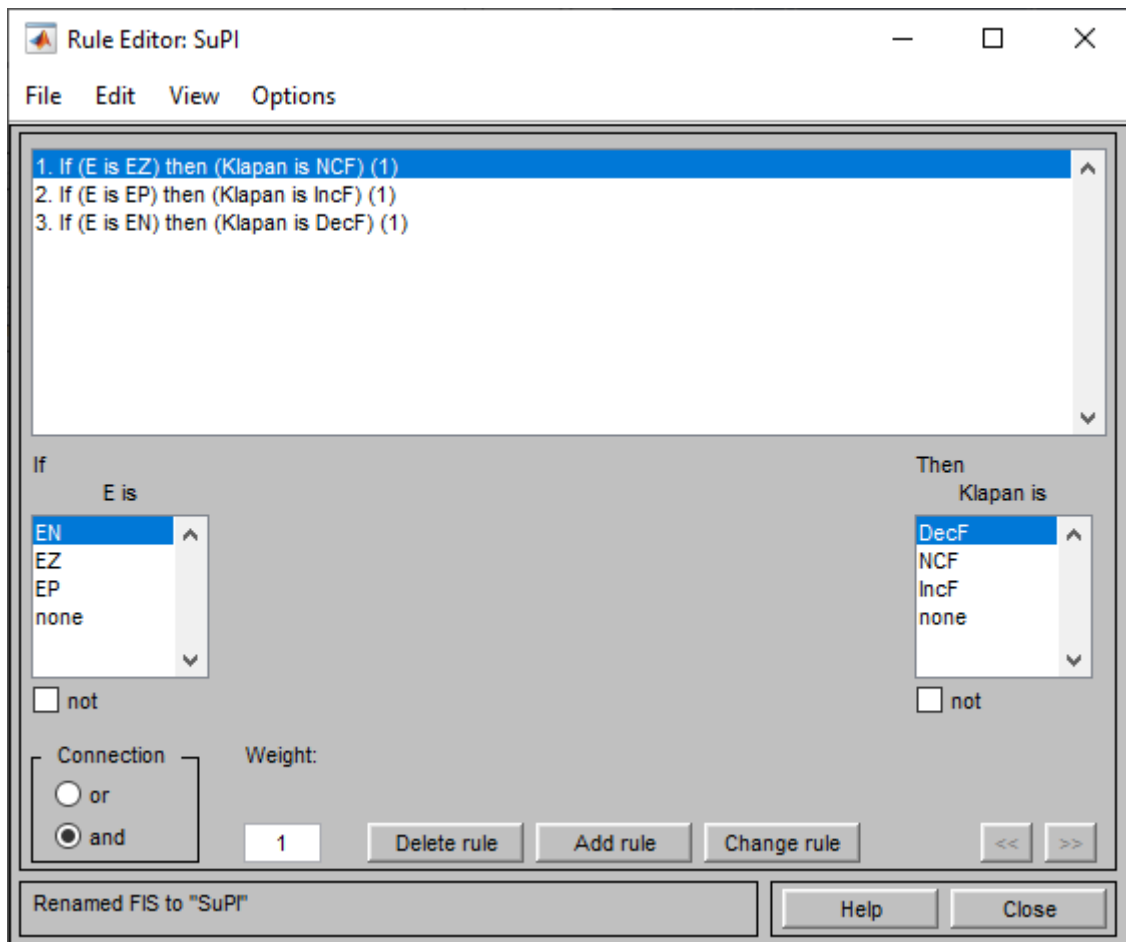 Rule Editor: SuPI
File Edit View Options
1. If (E is EZ) then (Klapan is NCF) (1)
2. If (E is EP) then (Klapan is IncF) (1)
3. If (E is EN) then (Klapan is DecF) (1)
If
E is
EN
EZ
EP
none
not
Then
Klapan is
DecF
NCF
IncF
none
not
Connection
or
and
Weight:
1
Delete rule Add rule Change rule << >>
Renamed FIS to "SuPI"
Help Close